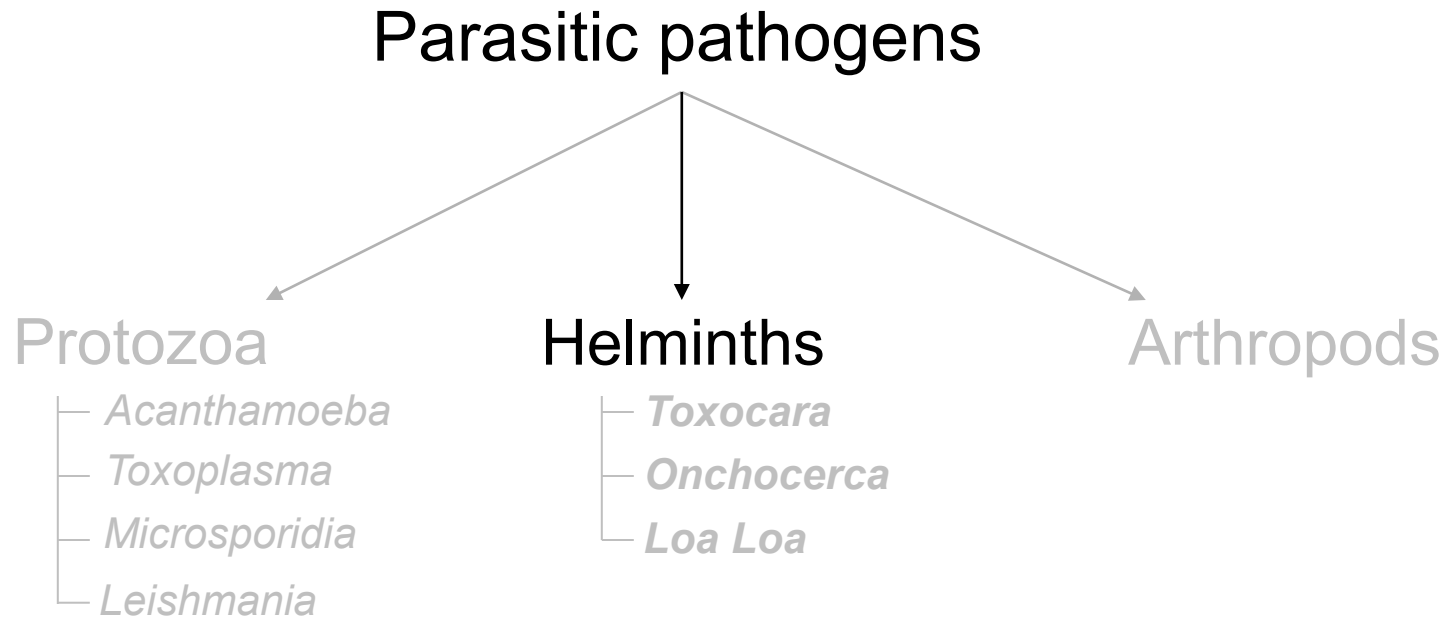 Parasitic pathogens
Protozoa
Acanthamoeba
Toxoplasma
Microsporidia
Leishmania
Helminths
Toxocara
Onchocerca
Loa Loa
Arthropods